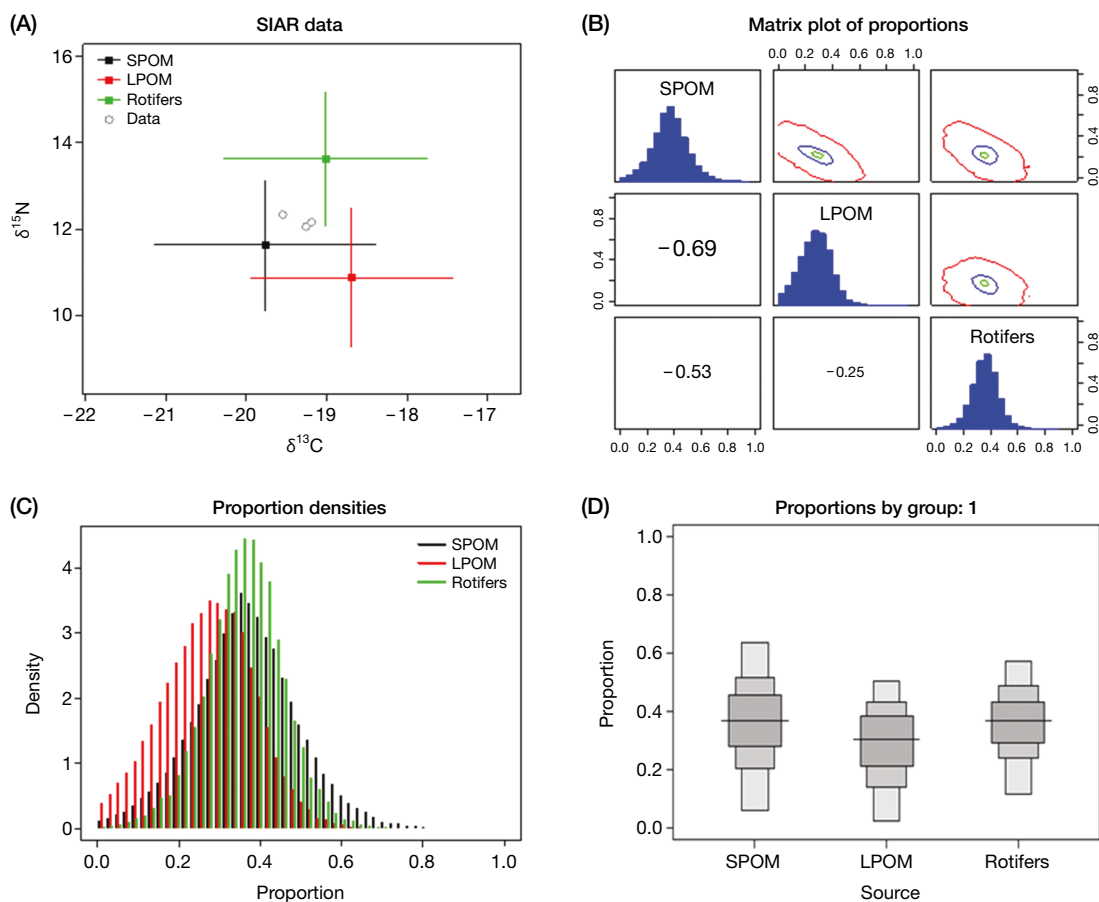 (A)
SIAR data
16
14
12
10
δ15N
SPOM
LPOM
Rotifers
Data
−22
−21
−20
−19
−18
−17
δ13C
(B)
Matrix plot of proportions
0.0 0.2 0.4 0.6 0.8 1.0
SPOM
0.8
0.4
0.0
0.8
0.4
0.0
−0.69
LPOM
−0.53
−0.25
Rotifers
0.8
0.4
0.0
0.0 0.2 0.4 0.6 0.8 1.0
0.0 0.2 0.4 0.6 0.8 1.0
(C)
Proportion densities
4
3
2
1
0
Density
SPOM
LPOM
Rotifers
0.0
0.2
0.4
0.6
0.8
1.0
Proportion
(D)
Proportions by group: 1
1.0
0.8
0.6
0.4
0.2
0.0
Proportion
SPOM
LPOM
Rotifers
Source